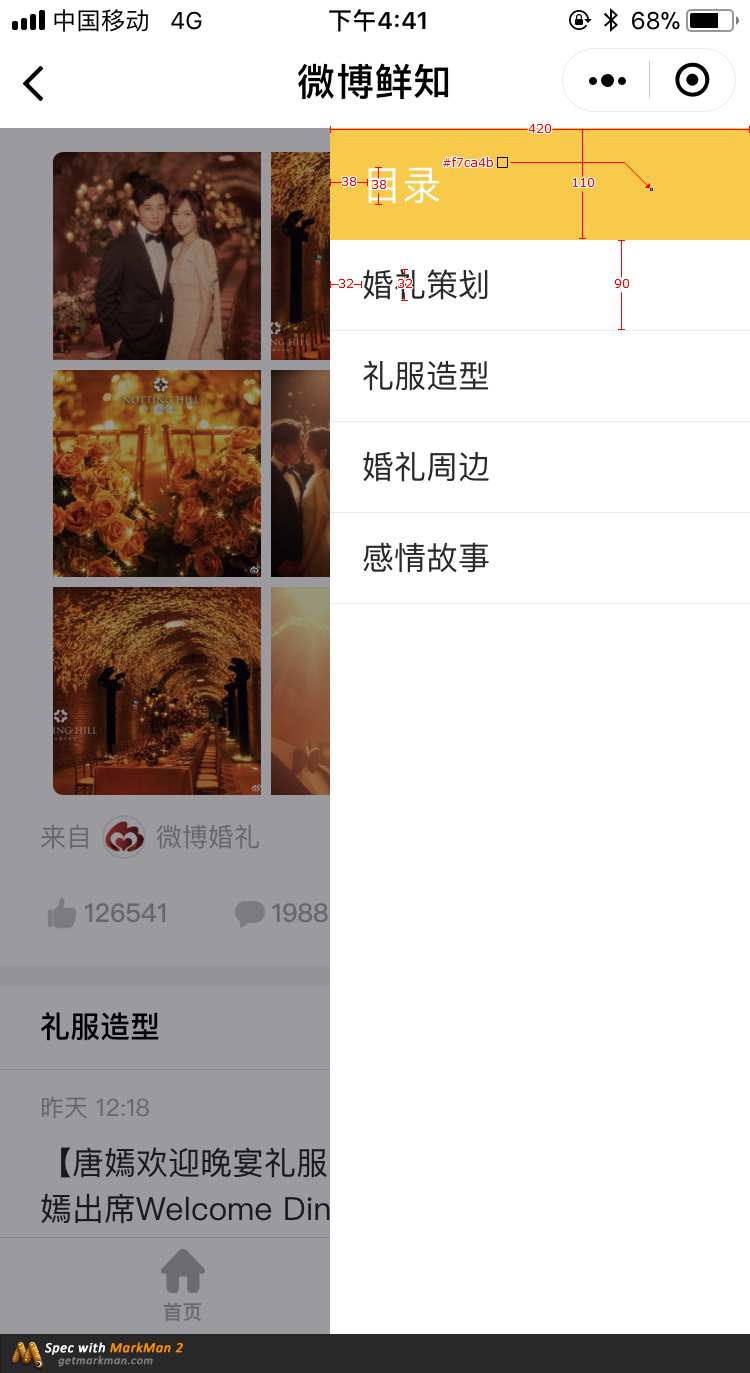 中国移动 4G 下午4:41 68%
微博鲜知
420
#f7ca4b
38
38
目录
110
32
32
婚礼策划
90
礼服造型
婚礼周边
感情故事
NOTTING HILL
NOTTING HILL
来自 微博婚礼
126541 1988
礼服造型
昨天 12:18
【唐嫣欢迎晚宴礼服
嫣出席Welcome Din
首页
Spec with MarkMan 2
getmarkman.com